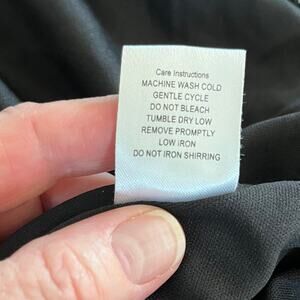 Care Instructions
MACHINE WASH COLD
GENTLE CYCLE
DO NOT BLEACH
TUMBLE DRY LOW
REMOVE PROMPTLY
LOW IRON
DO NOT IRON SHIRRING